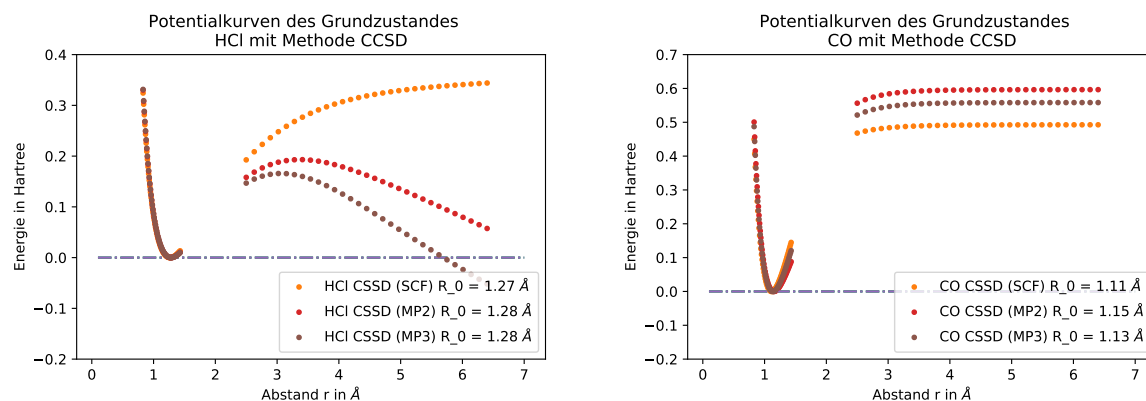 Potentialkurven des Grundzustandes
HCl mit Methode CCSD
0.4
0.3
0.2
0.1
0.0
−0.1
−0.2
Energie in Hartree
HCl CSSD (SCF) R_0 = 1.27 Å
HCl CSSD (MP2) R_0 = 1.28 Å
HCl CSSD (MP3) R_0 = 1.28 Å
0 1 2 3 4 5 6 7
Abstand r in Å
Potentialkurven des Grundzustandes
CO mit Methode CCSD
0.7
0.6
0.5
0.4
0.3
0.2
0.1
0.0
−0.1
−0.2
Energie in Hartree
CO CSSD (SCF) R_0 = 1.11 Å
CO CSSD (MP2) R_0 = 1.15 Å
CO CSSD (MP3) R_0 = 1.13 Å
0 1 2 3 4 5 6 7
Abstand r in Å